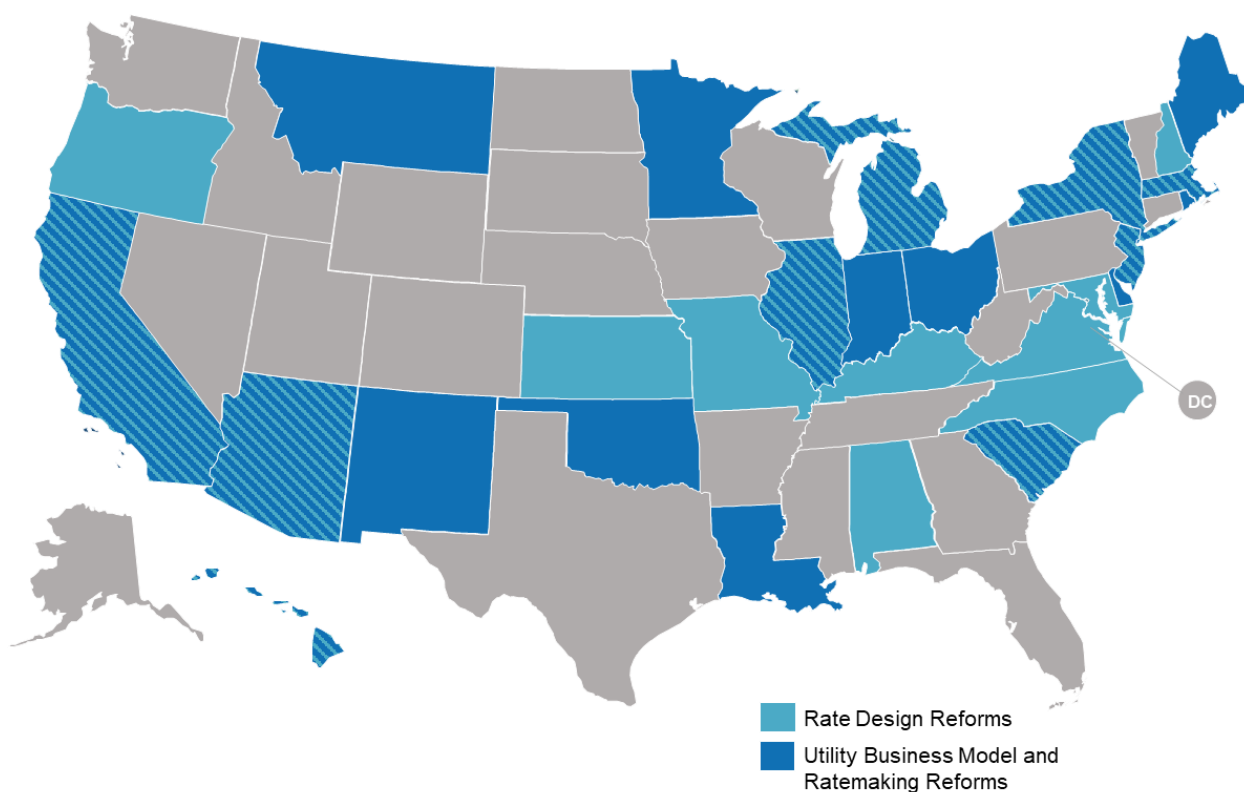 DC
Rate Design Reforms
Utility Business Model and
Ratemaking Reforms